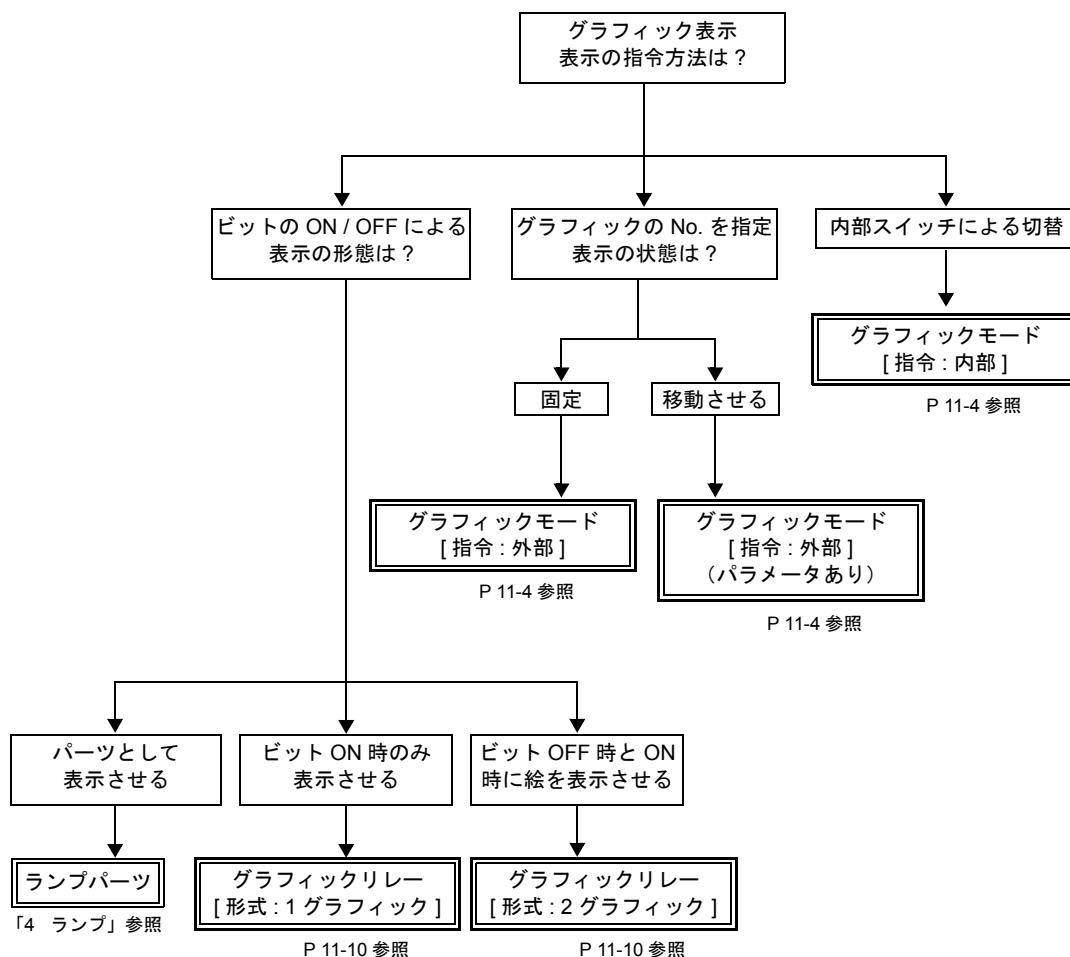 グラフィック表示
表示の指令方法は?
ビットの ON / OFF による
表示の形態は?
グラフィックの No. を指定
表示の状態は?
内部スイッチによる切替
グラフィックモード
[ 指令 : 内部 ]
P 11-4 参照
固定
移動させる
グラフィックモード
[ 指令 : 外部 ]
P 11-4 参照
グラフィックモード
[ 指令 : 外部 ]
(パラメータあり)
P 11-4 参照
パーツとして
表示させる
ビット ON 時のみ
表示させる
ビット OFF 時と ON
時に絵を表示させる
ランプパーツ
「4 ランプ」参照
グラフィックリレー
[ 形式 : 1 グラフィック ]
P 11-10 参照
グラフィックリレー
[ 形式 : 2 グラフィック ]
P 11-10 参照